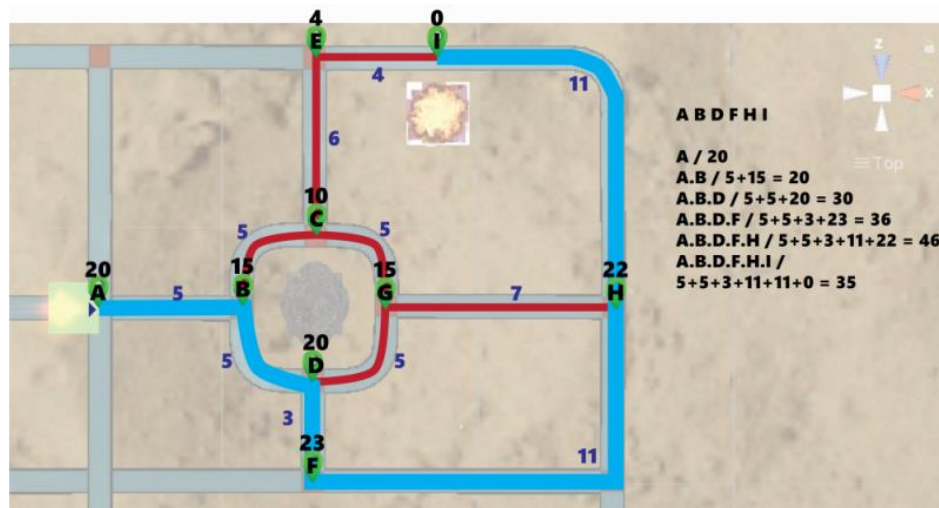 4
E
0
I
4
11
6
10
C
5
5
20
A
5
15
B
15
G
7
22
H
5
20
D
5
3
23
F
11
A B D F H I
A / 20
A.B / 5+15 = 20
A.B.D / 5+5+20 = 30
A.B.D.F / 5+5+3+23 = 36
A.B.D.F.H / 5+5+3+11+22 = 46
A.B.D.F.H.I /
5+5+3+11+11+0 = 35
z
x
≡ Top